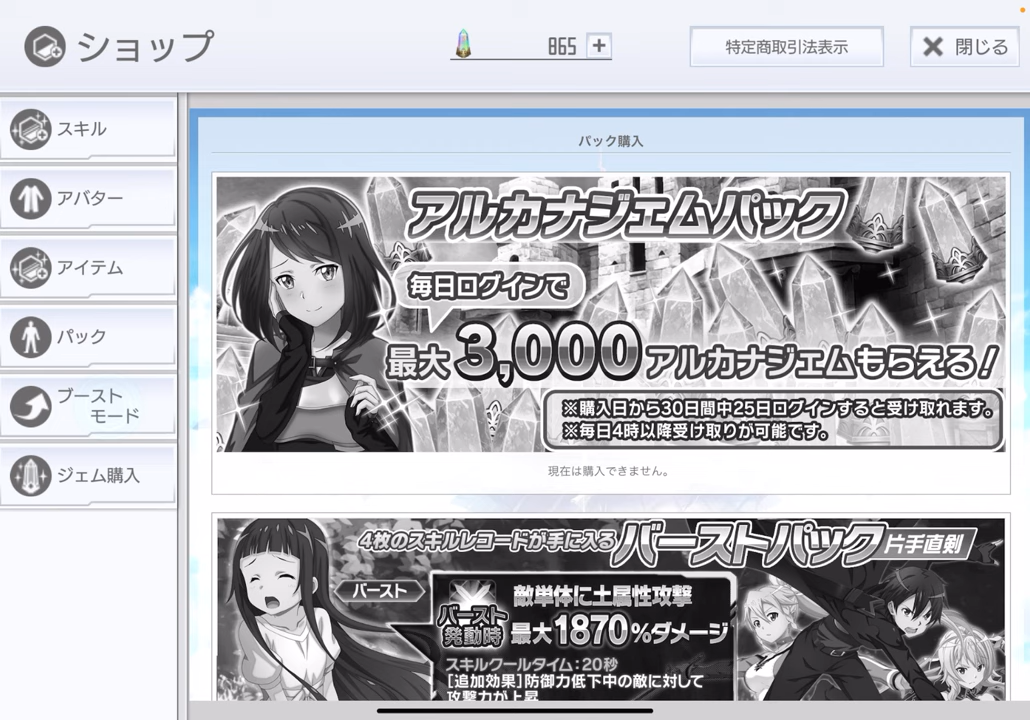 ショップ
865
特定商取引法表示
閉じる
スキル
アバター
アイテム
パック
ブースト
モード
ジェム購入
パック購入
アルカナジェムパック
毎日ログインで
最大3,000アルカナジェムもらえる!
※購入日から30日間中25日ログインすると受け取れます。
※毎日4時以降受け取りが可能です。
現在は購入できません。
4枚のスキルレコードが手に入るバーストパック片手直剣
バースト
バースト
発動時
敵単体に土属性攻撃
最大1870%ダメージ
スキルクールタイム:20秒
[追加効果]防御力低下中の敵に対して
攻撃力が上昇